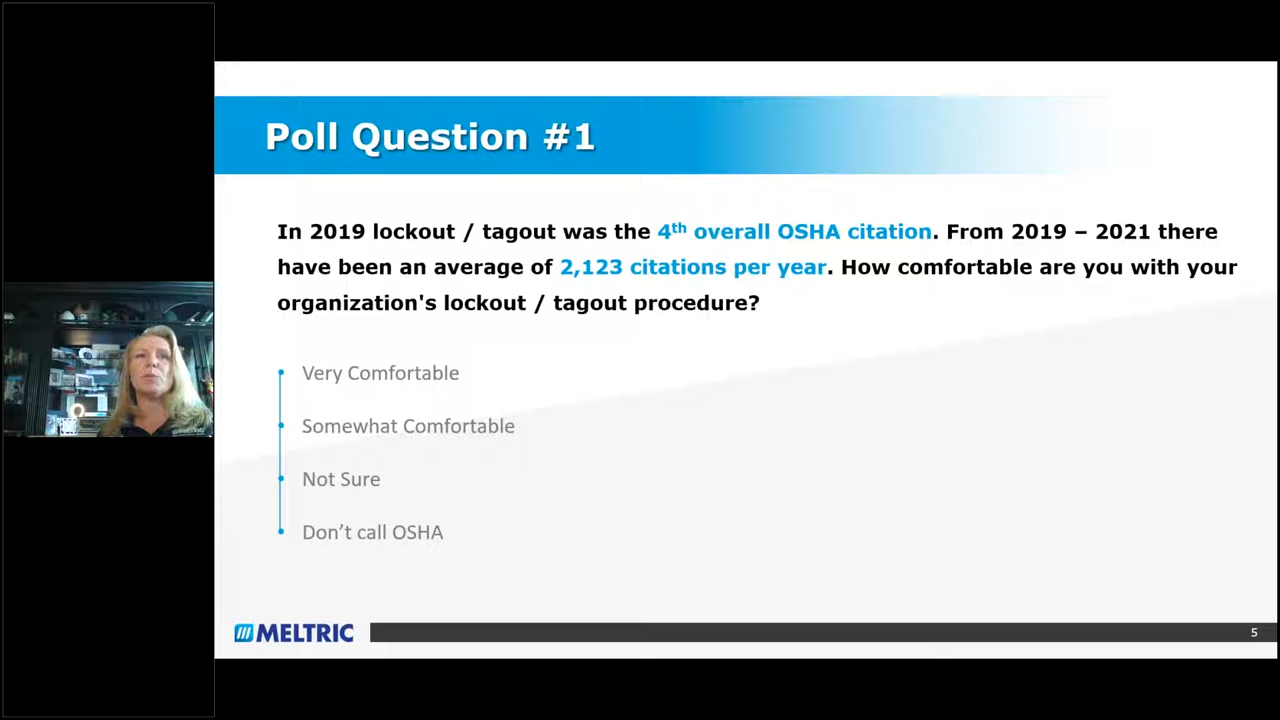 Poll Question #1
In 2019 lockout / tagout was the 4th overall OSHA citation. From 2019 – 2021 there
have been an average of 2,123 citations per year. How comfortable are you with your
organization's lockout / tagout procedure?
Very Comfortable
Somewhat Comfortable
Not Sure
Don’t call OSHA
MELTRIC
5